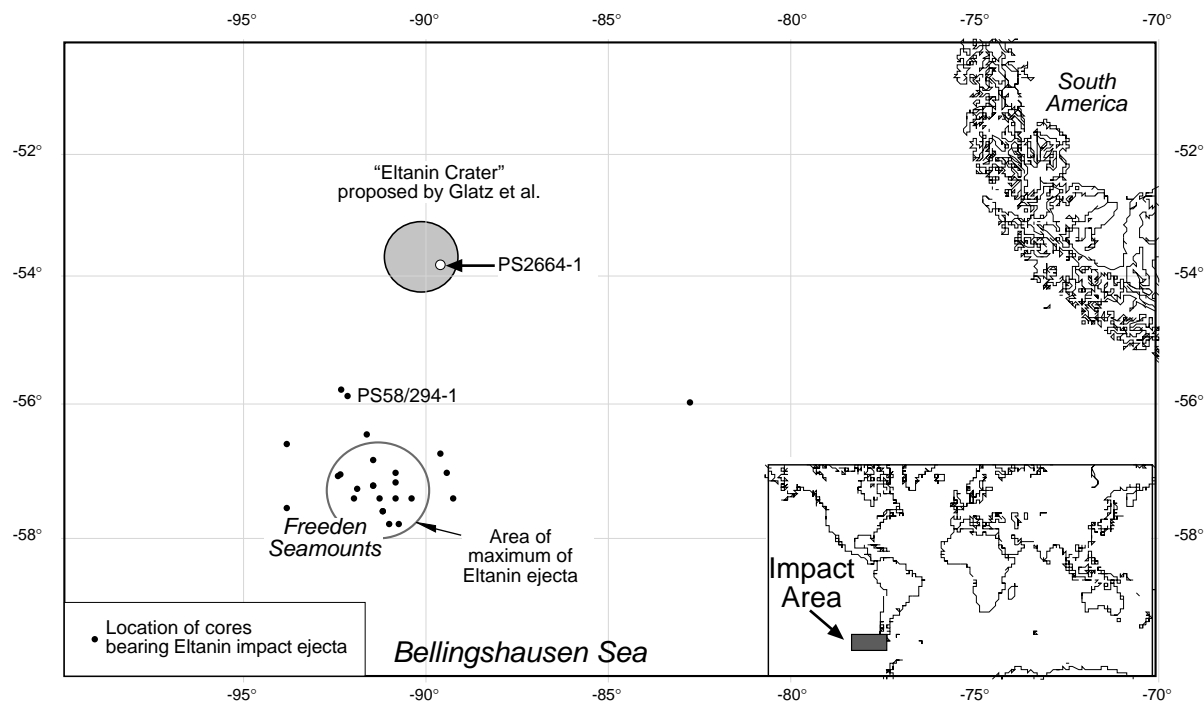 -95°
-90°
-85°
-80°
-75°
-70°
South
America
-52°
-52°
"Eltanin Crater"
proposed by Glatz et al.
PS2664-1
-54°
-54°
PS58/294-1
-56°
-56°
Freeden
Seamounts
Area of
maximum of
Eltanin ejecta
-58°
-58°
Impact
Area
Location of cores
bearing Eltanin impact ejecta
Bellingshausen Sea
-95°
-90°
-85°
-80°
-75°
-70°